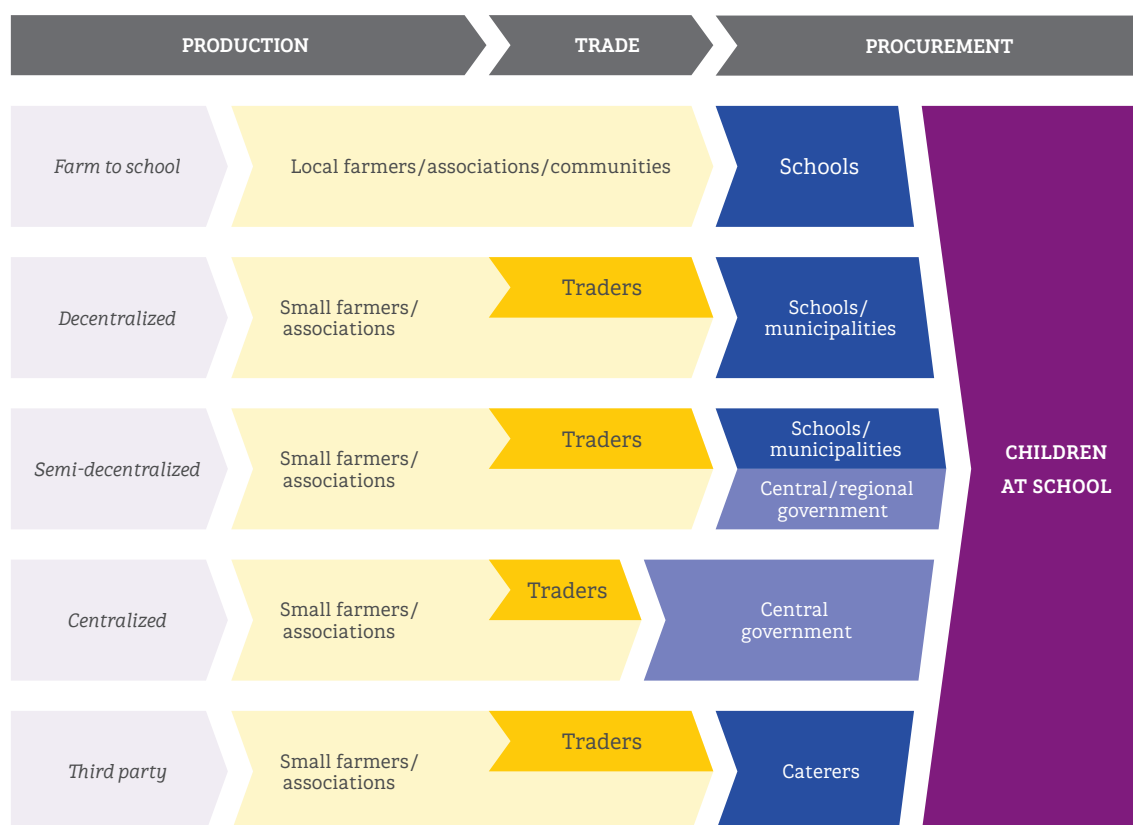 PRODUCTION
TRADE
PROCUREMENT
Farm to school
Local farmers/associations/communities
Schools
Decentralized
Small farmers/
associations
Traders
Schools/
municipalities
Semi-decentralized
Small farmers/
associations
Traders
Schools/
municipalities
Central/regional
government
CHILDREN
AT SCHOOL
Centralized
Small farmers/
associations
Traders
Central
government
Third party
Small farmers/
associations
Traders
Caterers